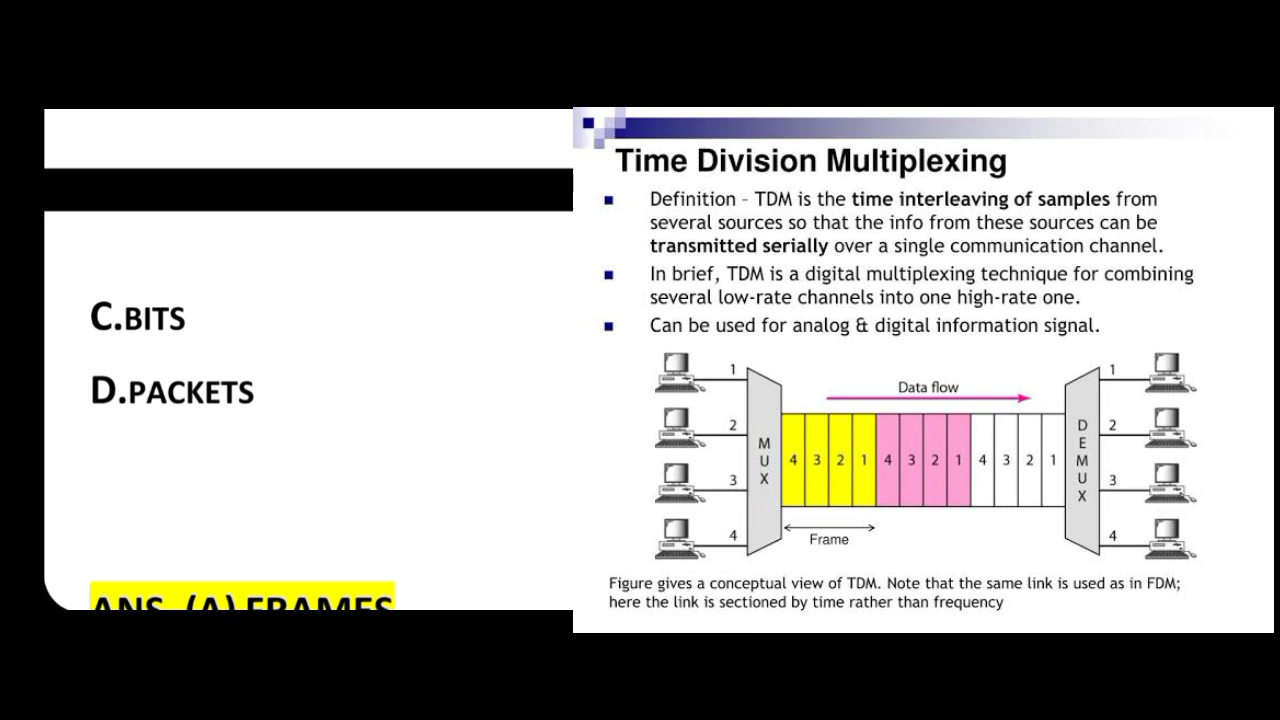 C.BITS
D.PACKETS
ANS. (A) FRAMES
Time Division Multiplexing
Definition – TDM is the time interleaving of samples from
several sources so that the info from these sources can be
transmitted serially over a single communication channel.
In brief, TDM is a digital multiplexing technique for combining
several low-rate channels into one high-rate one.
Can be used for analog & digital information signal.
1
2
3
4
MUX
Data flow
4 3 2 1 4 3 2 1 4 3 2 1
Frame
DEMUX
1
2
3
4
Figure gives a conceptual view of TDM. Note that the same link is used as in FDM;
here the link is sectioned by time rather than frequency